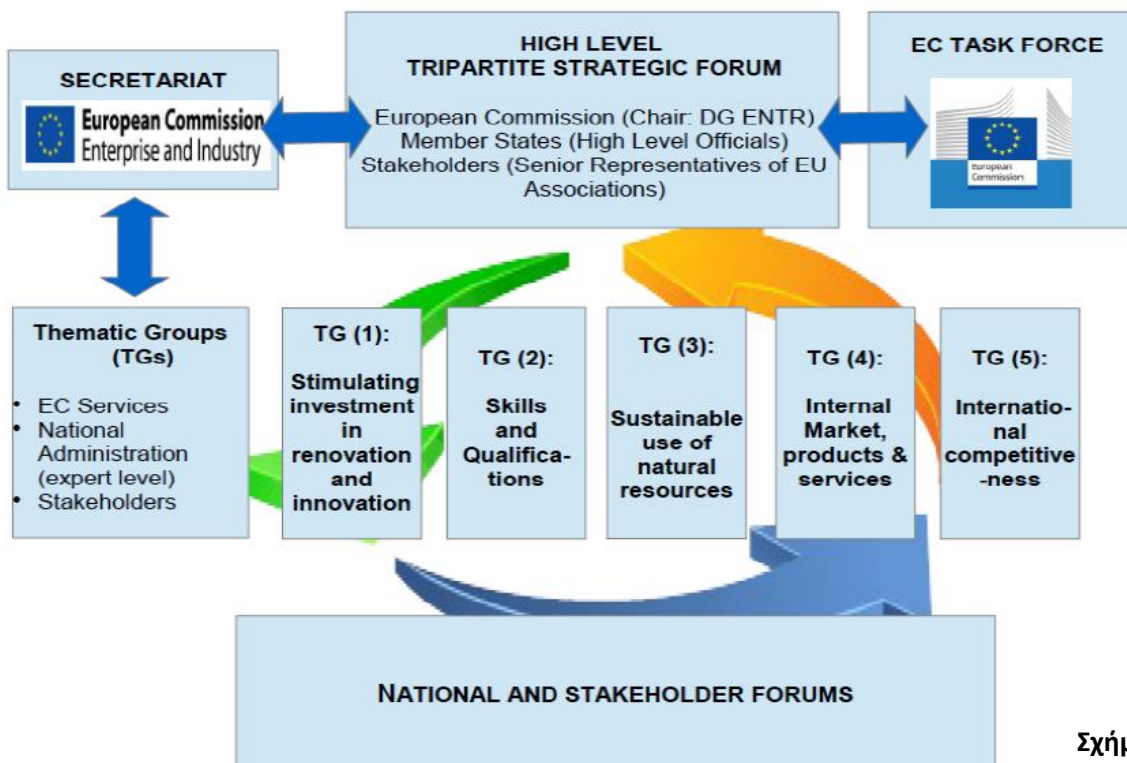 SECRETARIAT
European Commission
Enterprise and Industry
HIGH LEVEL
TRIPARTITE STRATEGIC FORUM
European Commission (Chair: DG ENTR)
Member States (High Level Officials)
Stakeholders (Senior Representatives of EU
Associations)
EC TASK FORCE
European
Commission
Thematic Groups
(TGs)
• EC Services
• National
Administration
(expert level)
• Stakeholders
TG (1):
Stimulating
investment
in
renovation
and
innovation
TG (2):
Skills
and
Qualifica-
tions
TG (3):
Sustainable
use of
natural
resources
TG (4):
Internal
Market,
products &
services
TG (5):
Internatio-
nal
competitive
-ness
NATIONAL AND STAKEHOLDER FORUMS